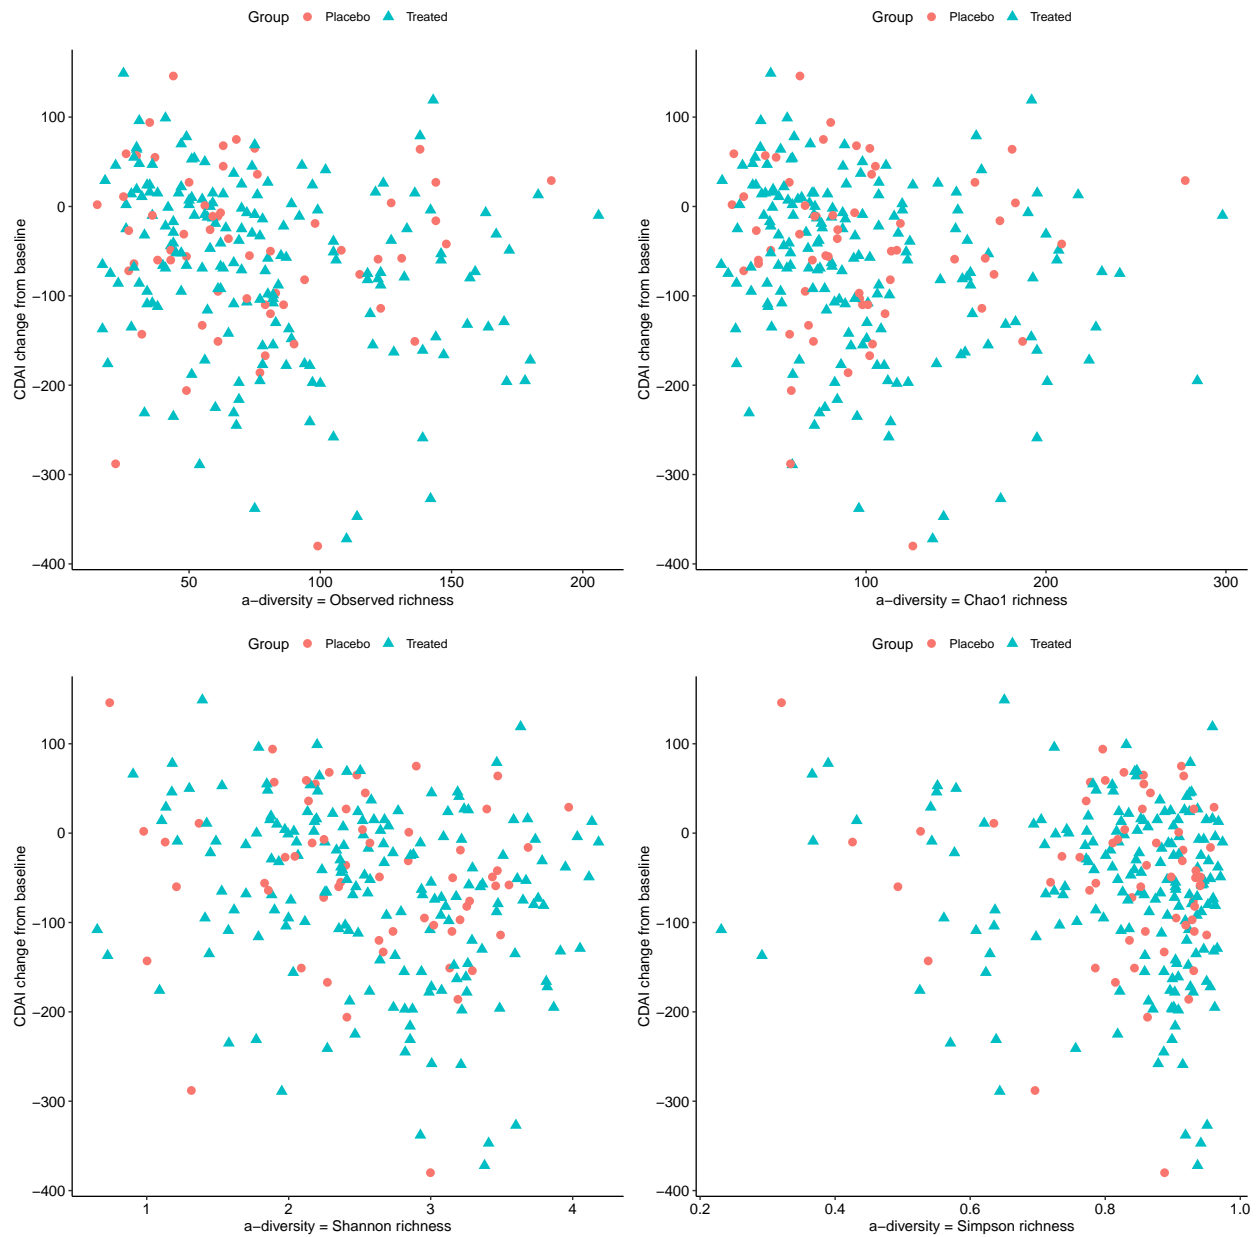 Group Placebo Treated
100
0
−100
−200
−300
−400
CDAI change from baseline
50 100 150 200
a−diversity = Observed richness
Group Placebo Treated
100
0
−100
−200
−300
−400
CDAI change from baseline
100 200 300
a−diversity = Chao1 richness
Group Placebo Treated
100
0
−100
−200
−300
−400
CDAI change from baseline
1 2 3 4
a−diversity = Shannon richness
Group Placebo Treated
100
0
−100
−200
−300
−400
CDAI change from baseline
0.2 0.4 0.6 0.8 1.0
a−diversity = Simpson richness